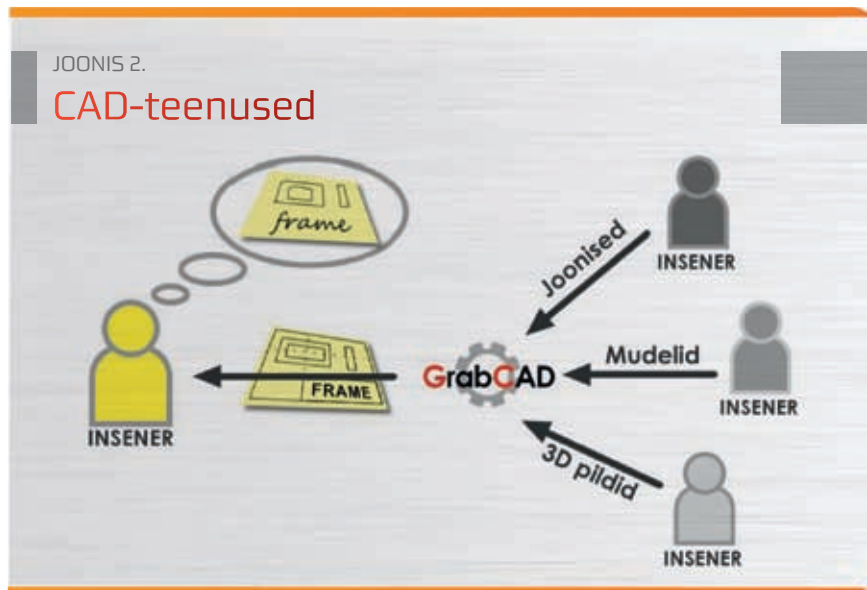 JOONIS 2.
CAD-teenused
frame
INSENER
FRAME
GrabCAD
Joonised
INSENER
Mudelid
INSENER
3D pildid
INSENER